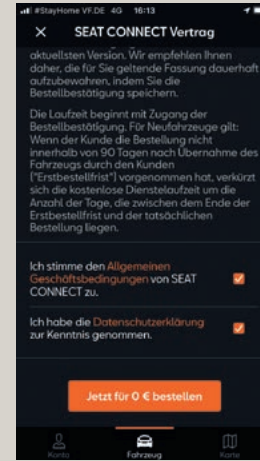 #StayHome VF.DE 4G 16:13
× SEAT CONNECT Vertrag
aktuellsten Version. Wir empfehlen Ihnen
daher, die für Sie geltende Fassung dauerhaft
aufzubewahren, indem Sie die
Bestellbestätigung speichern.
Die Laufzeit beginnt mit Zugang der
Bestellbestätigung. Für Neufahrzeuge gilt:
Wenn der Kunde die Bestellung nicht
innerhalb von 90 Tagen nach Übernahme des
Fahrzeugs durch den Kunden
("Erstbestellfrist") vorgenommen hat, verkürzt
sich die kostenlose Dienstelaufzeit um die
Anzahl der Tage, die zwischen dem Ende der
Erstbestellfrist und der tatsächlichen
Bestellung liegen.
Ich stimme den Allgemeinen
Geschäftsbedingungen von SEAT
CONNECT zu.
Ich habe die Datenschutzerklärung
zur Kenntnis genommen.
Jetzt für 0 € bestellen
Konto Fahrzeug Karte